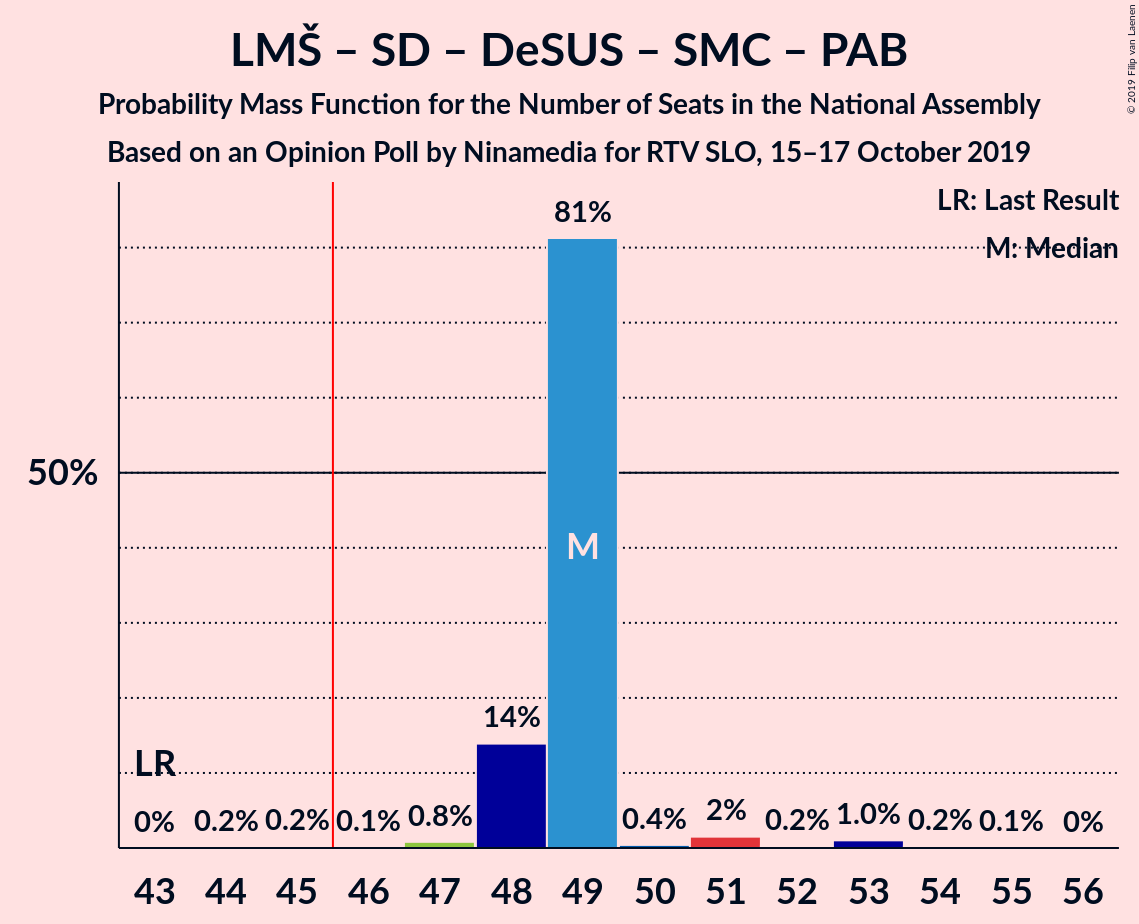 LMŠ – SD – DeSUS – SMC – PAB
Probability Mass Function for the Number of Seats in the National Assembly
Based on an Opinion Poll by Ninamedia for RTV SLO, 15–17 October 2019
© 2019 Filip van Laenen
LR: Last Result
M: Median
81%
50%
M
14%
LR
0% 0.2% 0.2% 0.1% 0.8% 0.4% 2% 0.2% 1.0% 0.2% 0.1% 0%
43 44 45 46 47 48 49 50 51 52 53 54 55 56